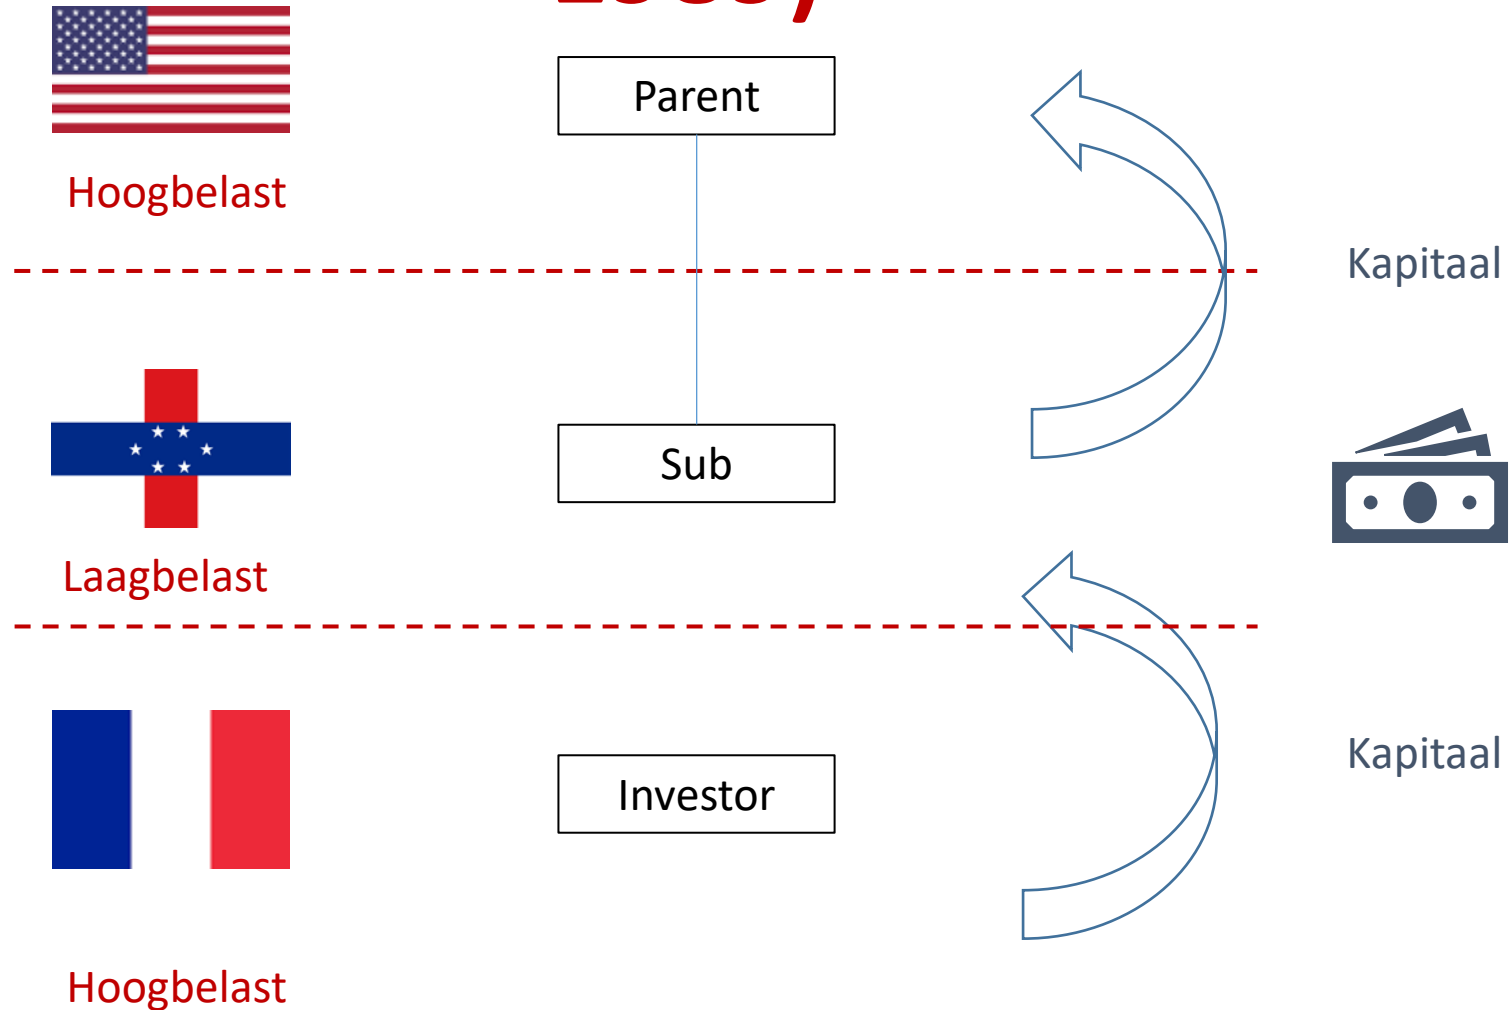 Parent
Hoogbelast
Kapitaal
Sub
Laagbelast
Kapitaal
Investor
Hoogbelast